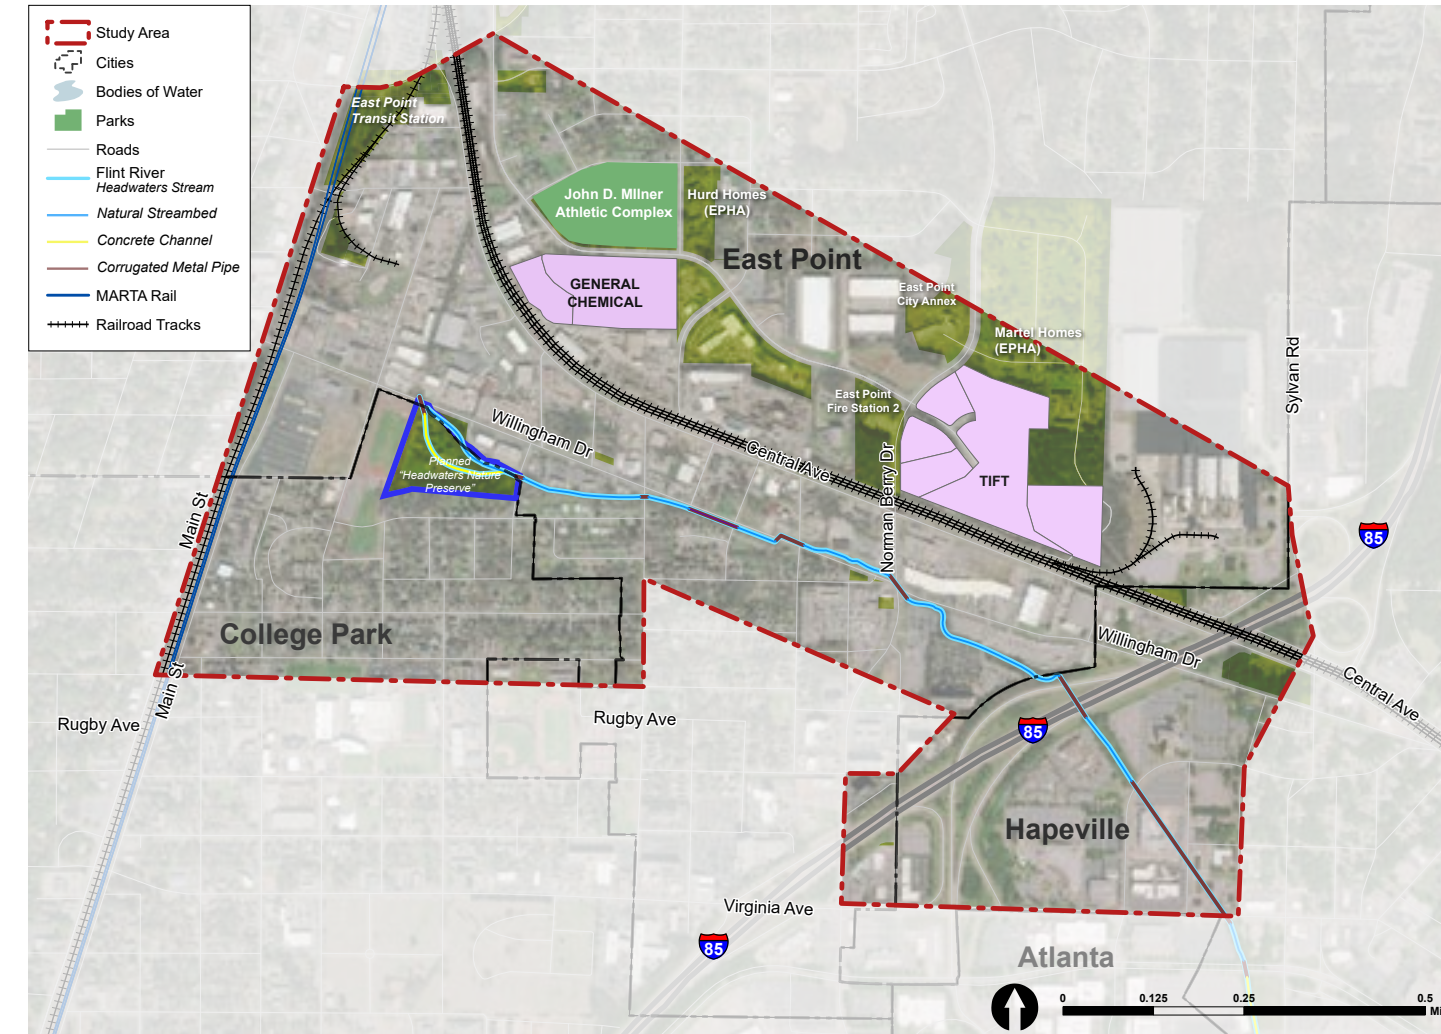 Study Area
Cities
Bodies of Water
Parks
Roads
Flint River
Headwaters Stream
Natural Streambed
Concrete Channel
Corrugated Metal Pipe
MARTA Rail
Railroad Tracks
East Point
Transit Station
John D. MIlner
Athletic Complex
Hurd Homes
(EPHA)
East Point
GENERAL
CHEMICAL
East Point
City Annex
Martel Homes
(EPHA)
Sylvan Rd
East Point
Fire Station 2
Willingham Dr
Central Ave
Planned
“Headwaters Nature
Preserve”
Norman Berry Dr
TIFT
Main St
85
College Park
Willingham Dr
Main St
Central Ave
Rugby Ave
Rugby Ave
85
Hapeville
Virginia Ave
85
Atlanta
0 0.125 0.25 0.5
Mi